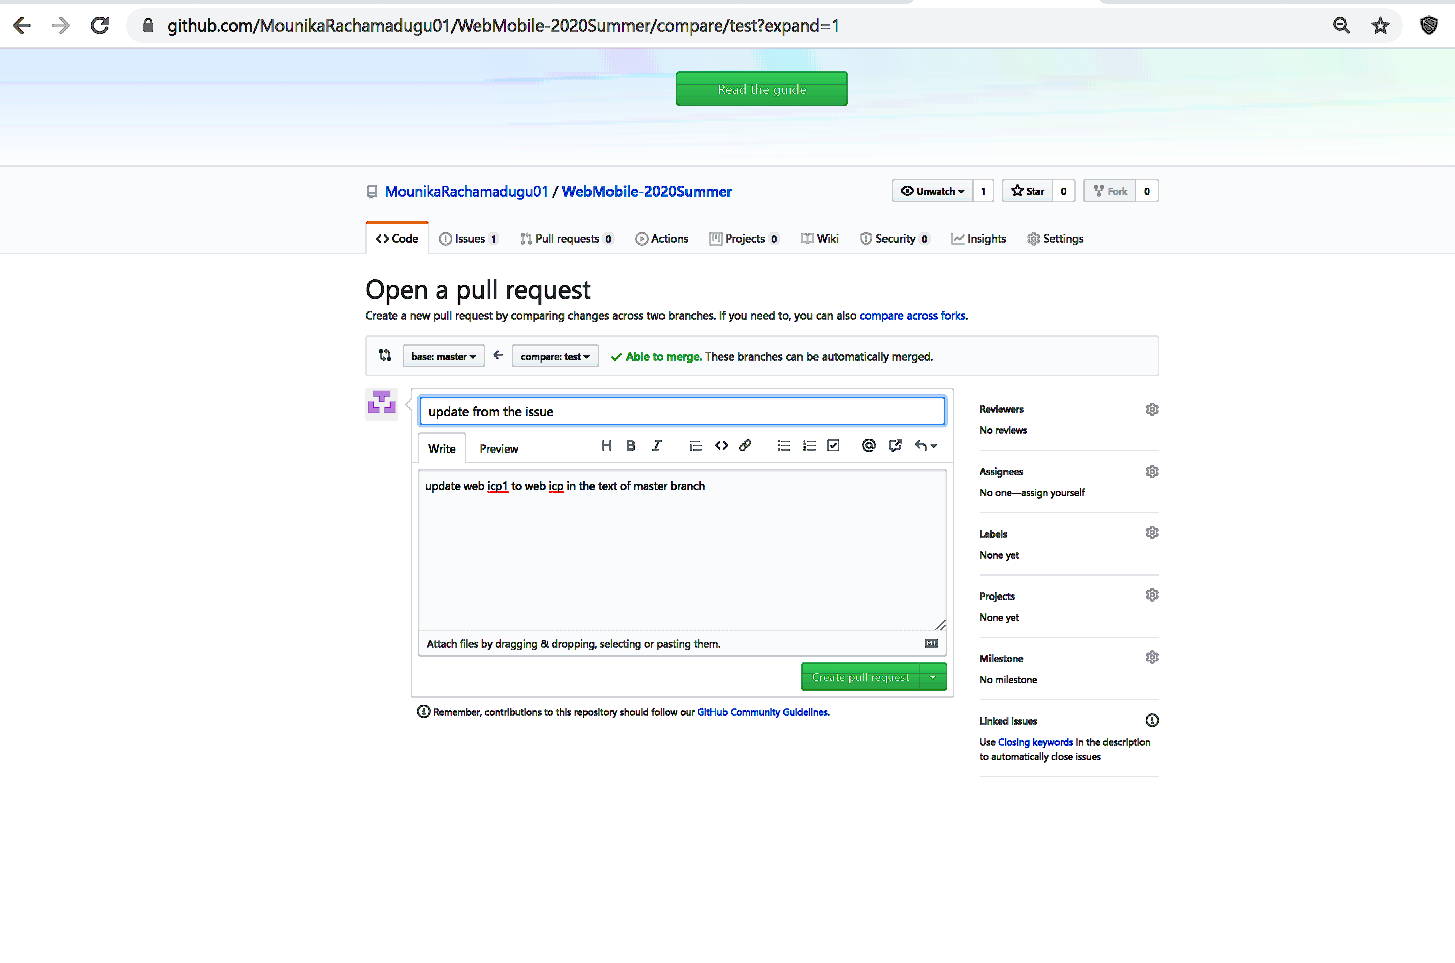 github.com/MounikaRachamadugu01/WebMobile-2020Summer/compare/test?expand=1
Read the guide
MounikaRachamadugu01 / WebMobile-2020Summer
Unwatch 1 Star 0 Fork 0
Code Issues 1 Pull requests 0 Actions Projects 0 Wiki Security 0 Insights Settings
Open a pull request
Create a new pull request by comparing changes across two branches. If you need to, you can also compare across forks.
base: master compare: test Able to merge. These branches can be automatically merged.
update from the issue
Write Preview H B I
update web icp1 to web icp in the text of master branch
Attach files by dragging & dropping, selecting or pasting them.
Create pull request
Remember, contributions to this repository should follow our GitHub Community Guidelines.
Reviewers
No reviews
Assignees
No one—assign yourself
Labels
None yet
Projects
None yet
Milestone
No milestone
Linked issues
Use Closing keywords in the description
to automatically close issues